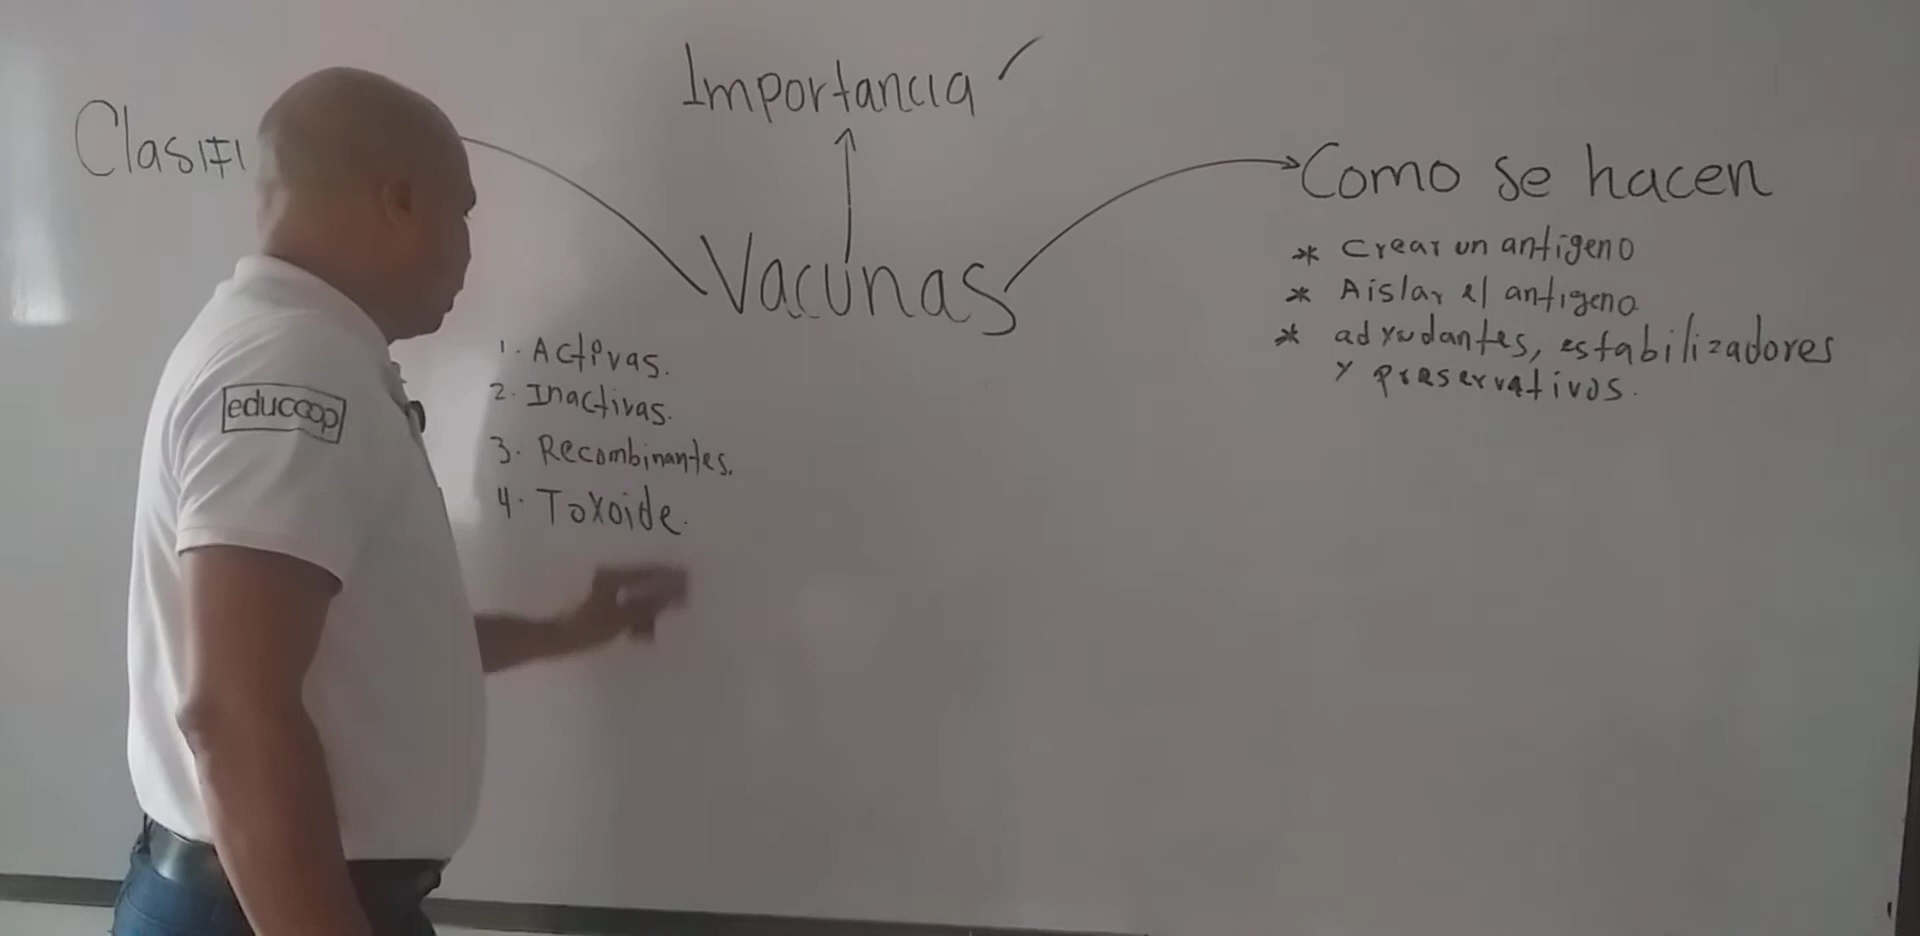 Importancia
Clasifi
Como se hacen
Vacunas
* Crear un antigeno
* Aislar el antigeno
* adyudantes, estabilizadores
y preservativos.
1. Activas.
2. Inactivas.
3. Recombinantes.
4. Toxoide.
educoop